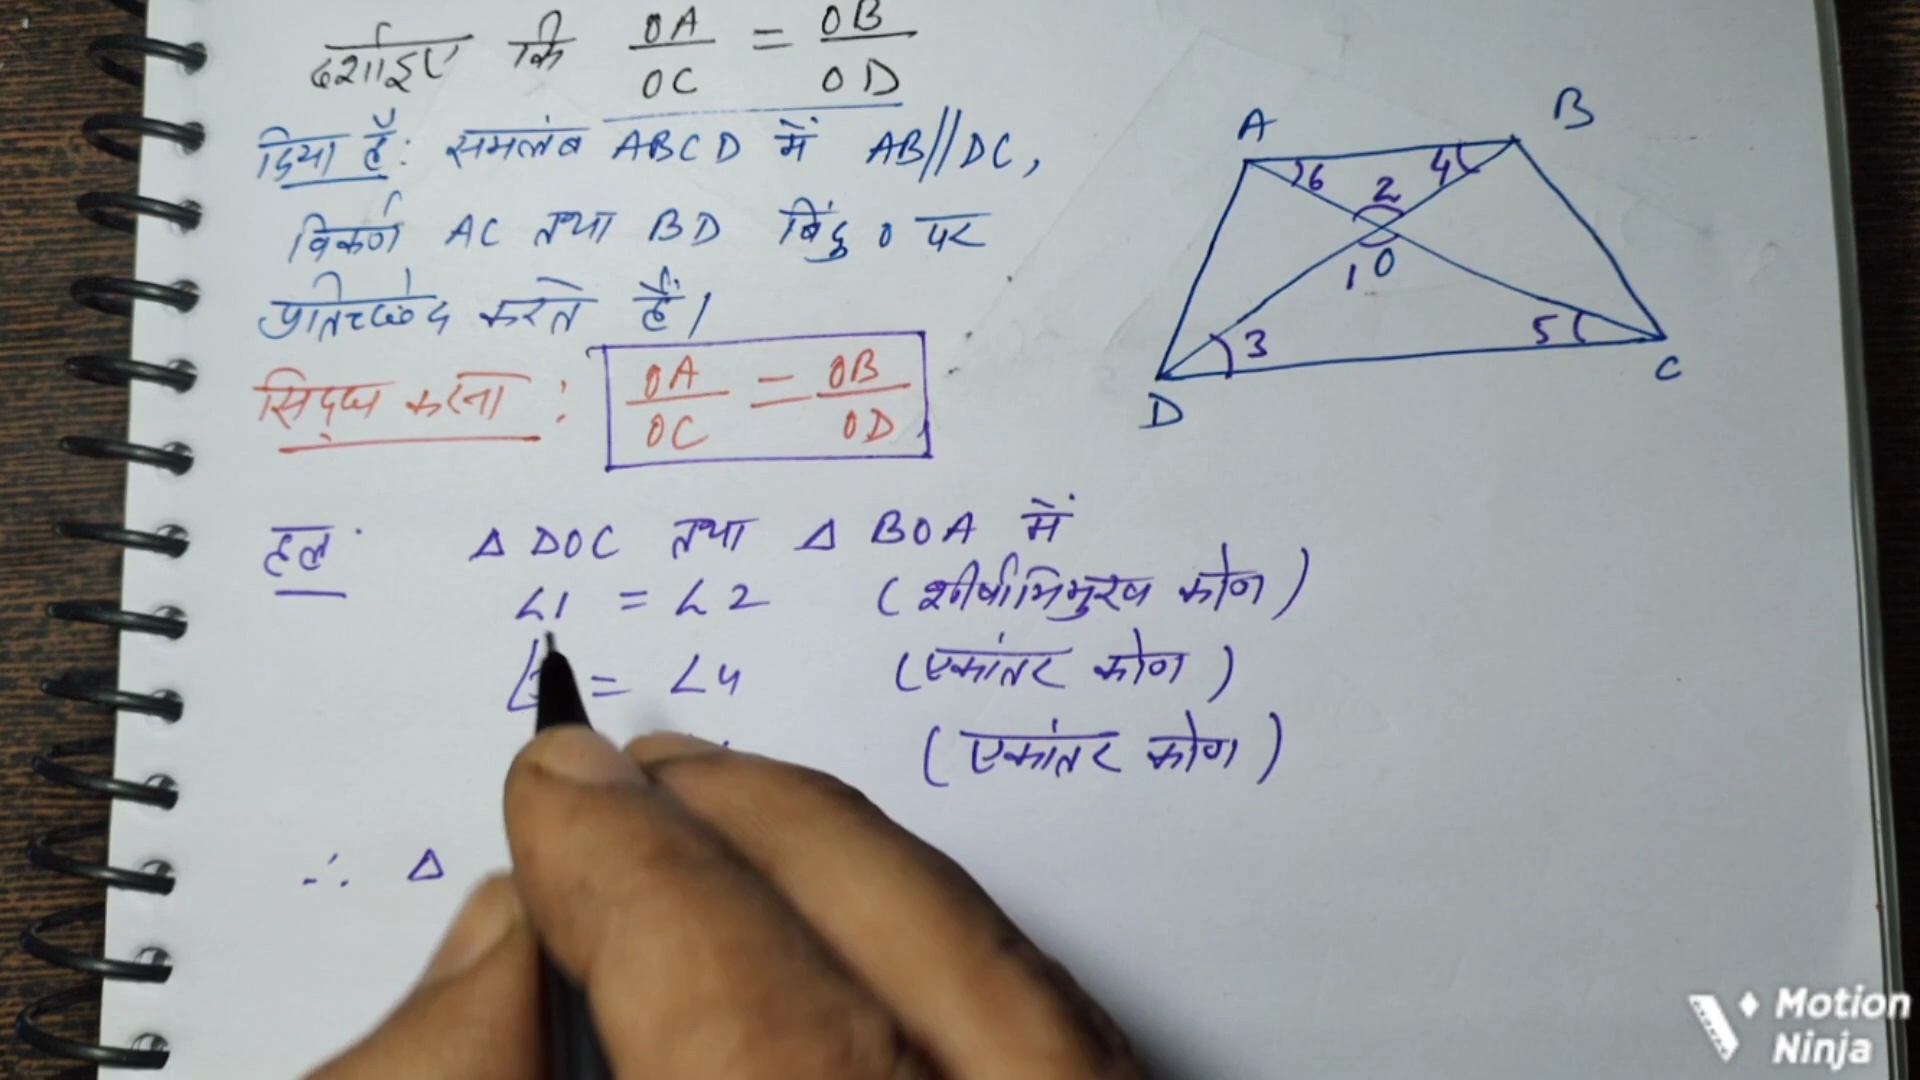 दर्शाइए कि OA/OC = OB/OD
दिया है: समलंब ABCD में AB//DC,
विकर्ण AC तथा BD बिंदु O पर
प्रतिच्छेद करते हैं।
सिद्ध करना : OA/OC = OB/OD
A
B
6
2
4
1
O
3
5
D
C
हल: Δ DOC तथा Δ BOA में
∠1 = ∠2 (शीर्षाभिमुख कोण)
= ∠4 (एकांतर कोण)
(एकांतर कोण)
∴ Δ
Motion
Ninja